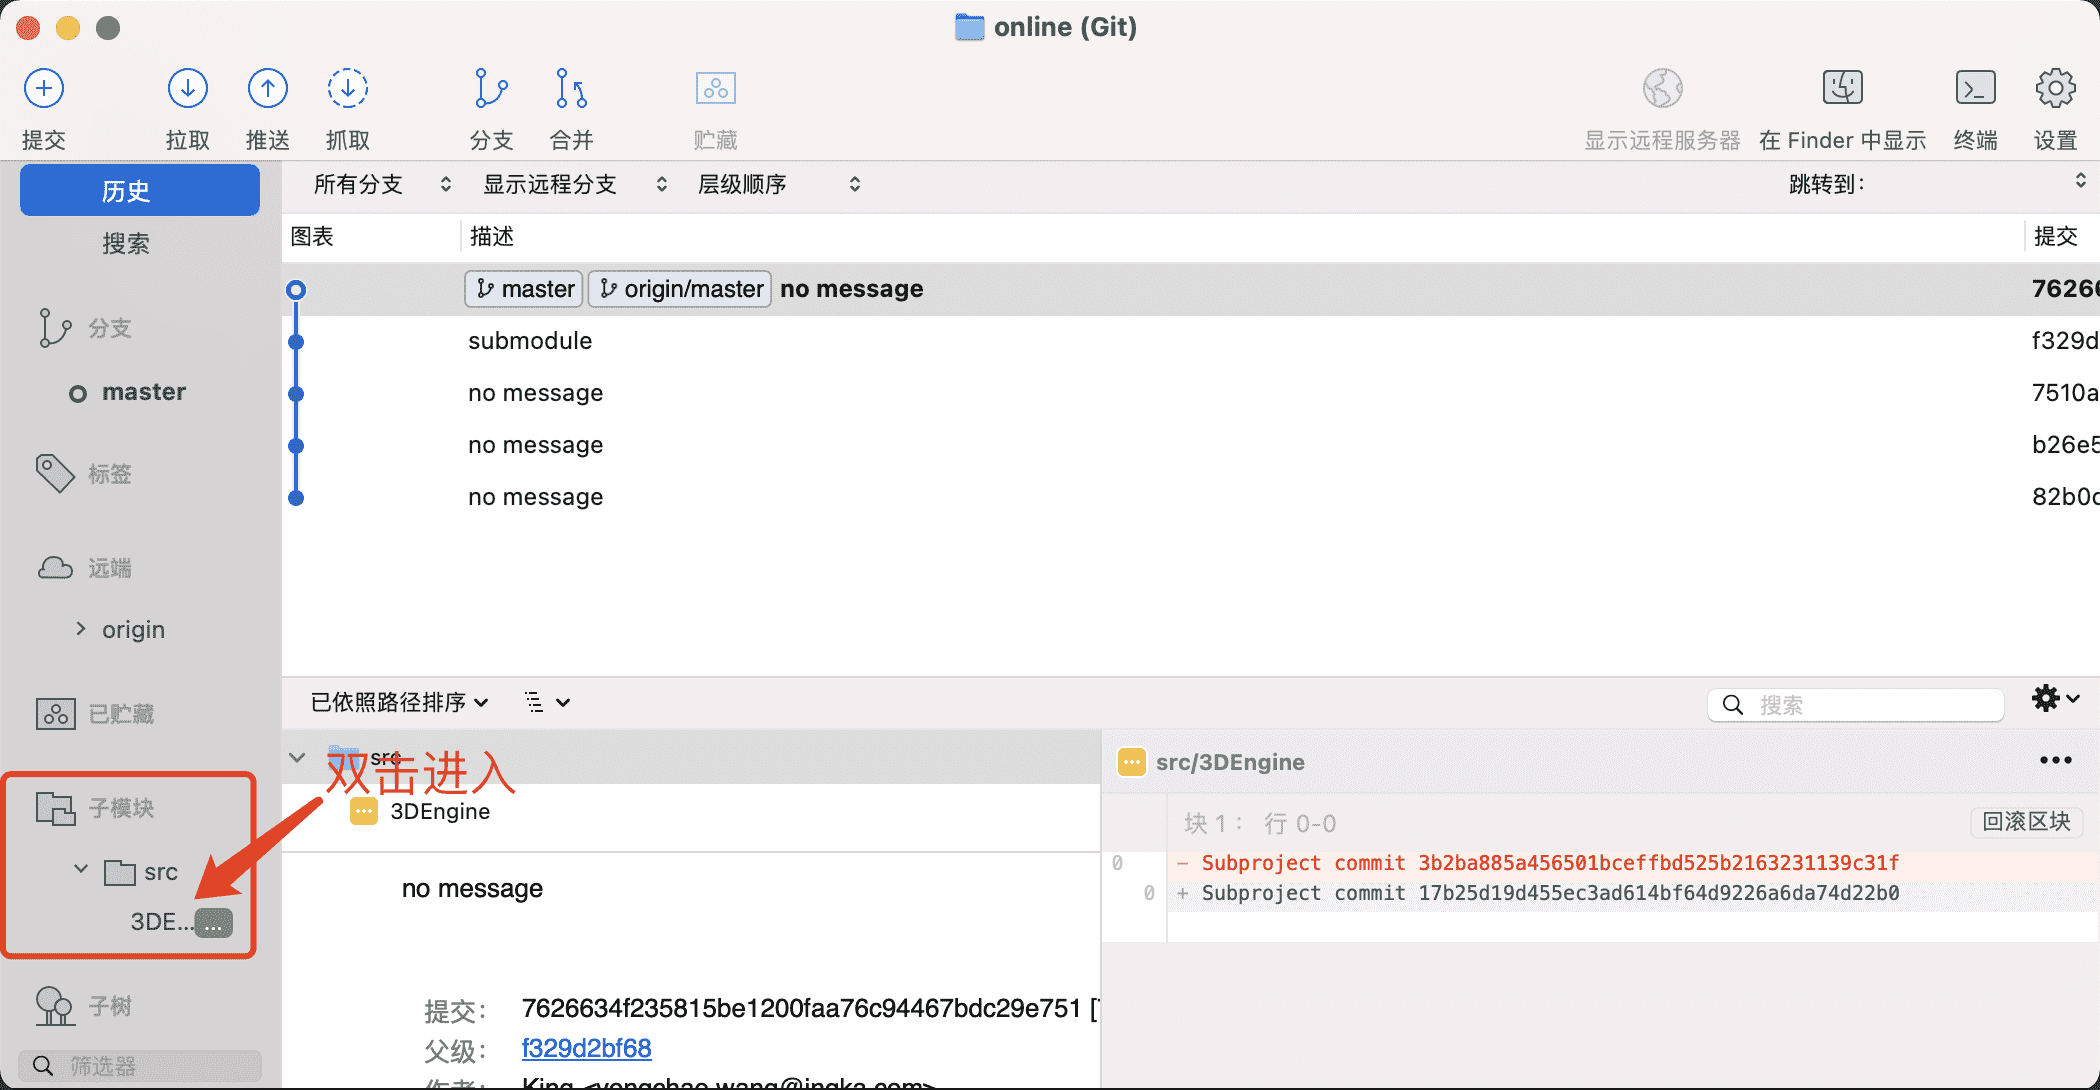 online (Git)
提交
拉取
推送
抓取
分支
合并
贮藏
显示远程服务器
在 Finder 中显示
终端
设置
历史
搜索
分支
master
标签
远端
origin
已贮藏
子模块
src
3DE...
子树
筛选器
所有分支
显示远程分支
层级顺序
跳转到：
图表
描述
提交
master
origin/master
no message
submodule
no message
no message
no message
已依照路径排序
搜索
src
双击进入
3DEngine
no message
提交： 7626634f235815be1200faa76c94467bdc29e751 [
父级： f329d2bf68
King <yongchao.wang@ingka.com>
src/3DEngine
块 1： 行 0-0
回滚区块
0 - Subproject commit 3b2ba885a456501bceffbd525b2163231139c31f
0 + Subproject commit 17b25d19d455ec3ad614bf64d9226a6da74d22b0